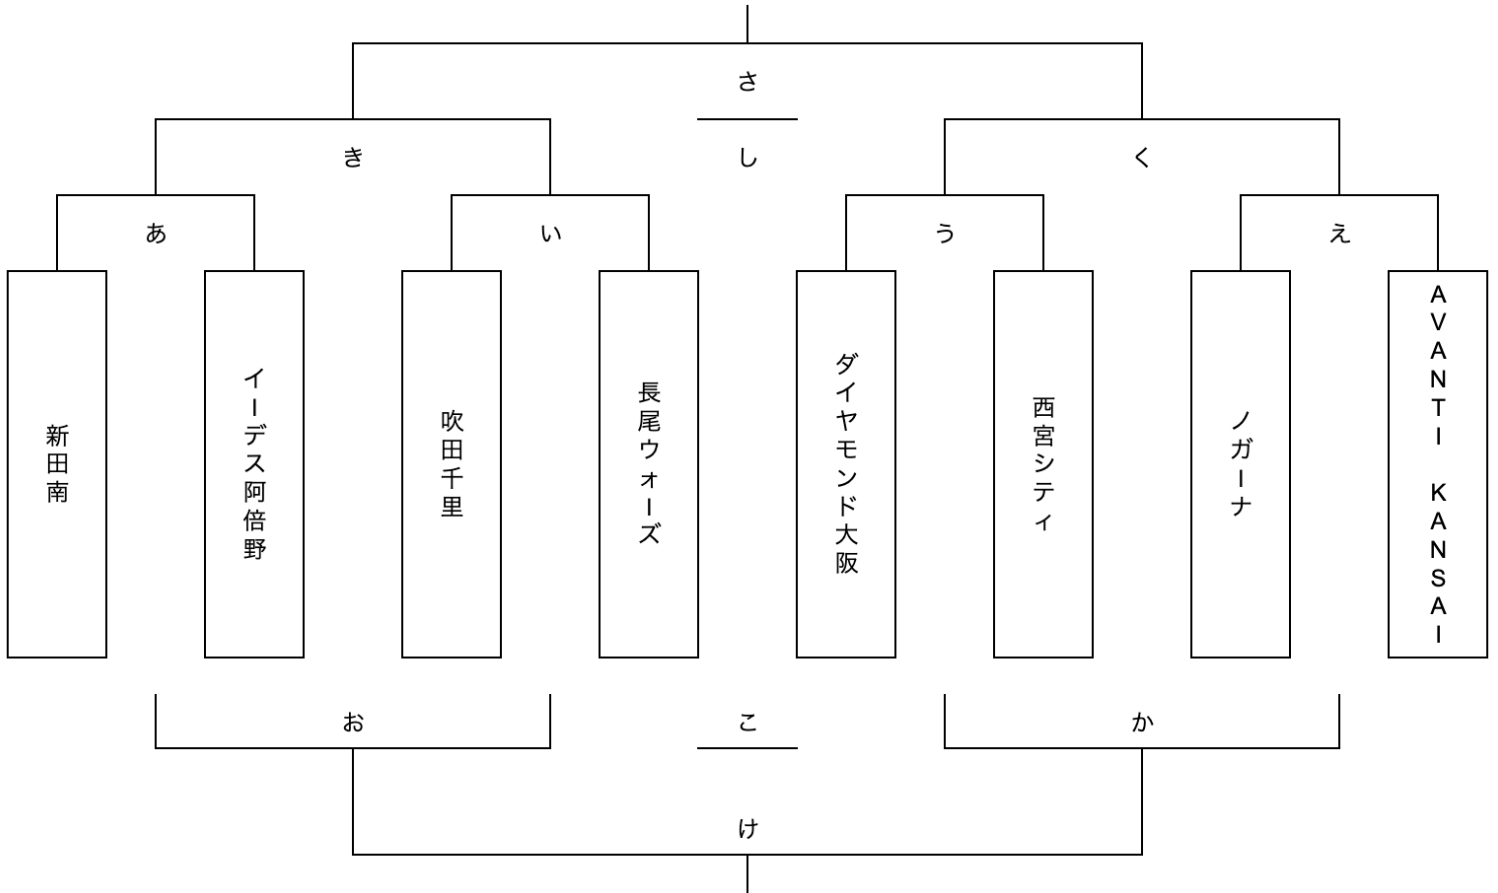 さ
き
し
く
あ
い
う
え
新田南
イーデス阿倍野
吹田千里
長尾ウォーズ
ダイヤモンド大阪
西宮シティ
ノガーナ
AVANTI KANSAI
お
こ
か
け